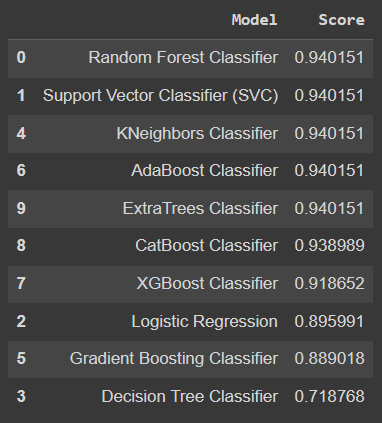 Model Score
0 Random Forest Classifier 0.940151
1 Support Vector Classifier (SVC) 0.940151
4 KNeighbors Classifier 0.940151
6 AdaBoost Classifier 0.940151
9 ExtraTrees Classifier 0.940151
8 CatBoost Classifier 0.938989
7 XGBoost Classifier 0.918652
2 Logistic Regression 0.895991
5 Gradient Boosting Classifier 0.889018
3 Decision Tree Classifier 0.718768